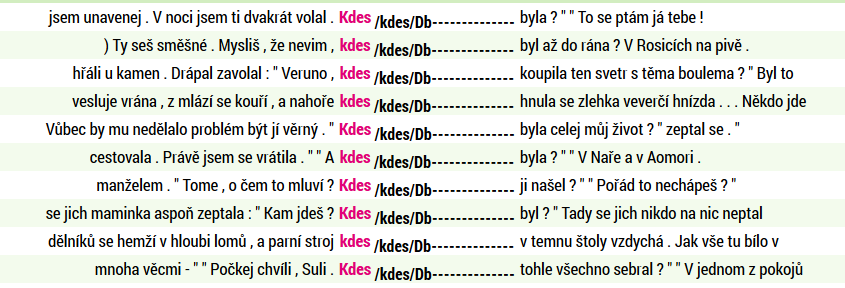 jsem unavenej . V noci jsem ti dvakrát volal . Kdes /kdes/Db-------------- byla ? " " To se ptám já tebe !
) Ty seš směšné . Mysliš , že nevim , kdes /kdes/Db-------------- byl až do rána ? V Rosicích na pivě .
hřáli u kamen . Drápal zavolal : " Veruno , kdes /kdes/Db-------------- koupila ten svetr s těma boulema ? " Byl to
vesluje vrána , z mlází se kouří , a nahoře kdes /kdes/Db-------------- hnula se zlehka veverčí hnízda . . . Někdo jde
Vůbec by mu nedělalo problém být jí věrný . " Kdes /kdes/Db-------------- byla celej můj život ? " zeptal se . "
cestovala . Právě jsem se vrátila . " " A kdes /kdes/Db-------------- byla ? " " V Naře a v Aomori .
manželem . " Tome , o čem to mluví ? Kdes /kdes/Db-------------- ji našel ? " " Pořád to nechápeš ? "
se jich maminka aspoň zeptala : " Kam jdeš ? Kdes /kdes/Db-------------- byl ? " Tady se jich nikdo na nic neptal
dělníků se hemží v hloubi lomů , a parní stroj kdes /kdes/Db-------------- v temnu štoly vzdychá . Jak vše tu bílo v
mnoha věcmi - " " Počkej chvíli , Suli . Kdes /kdes/Db-------------- tohle všechno sebral ? " " V jednom z pokojů